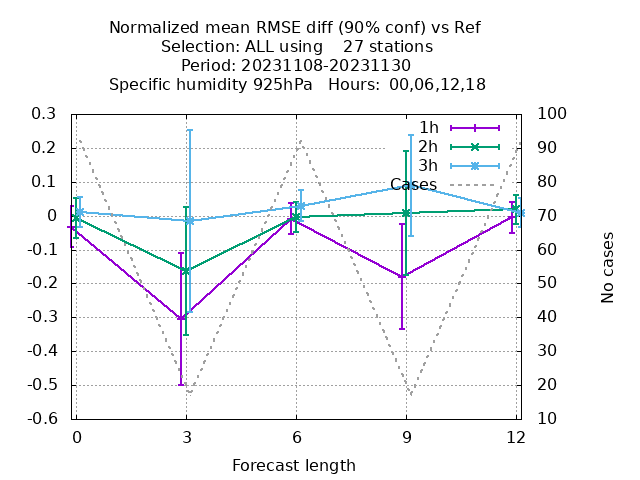 Normalized mean RMSE diff (90% conf) vs Ref
Selection: ALL using    27 stations
Period: 20231108-20231130
Specific humidity 925hPa   Hours: 00,06,12,18
0.3
0.2
0.1
0
-0.1
-0.2
-0.3
-0.4
-0.5
-0.6
100
90
80
70
60
50
40
30
20
10
1h
2h
3h
Cases
No cases
0 3 6 9 12
Forecast length